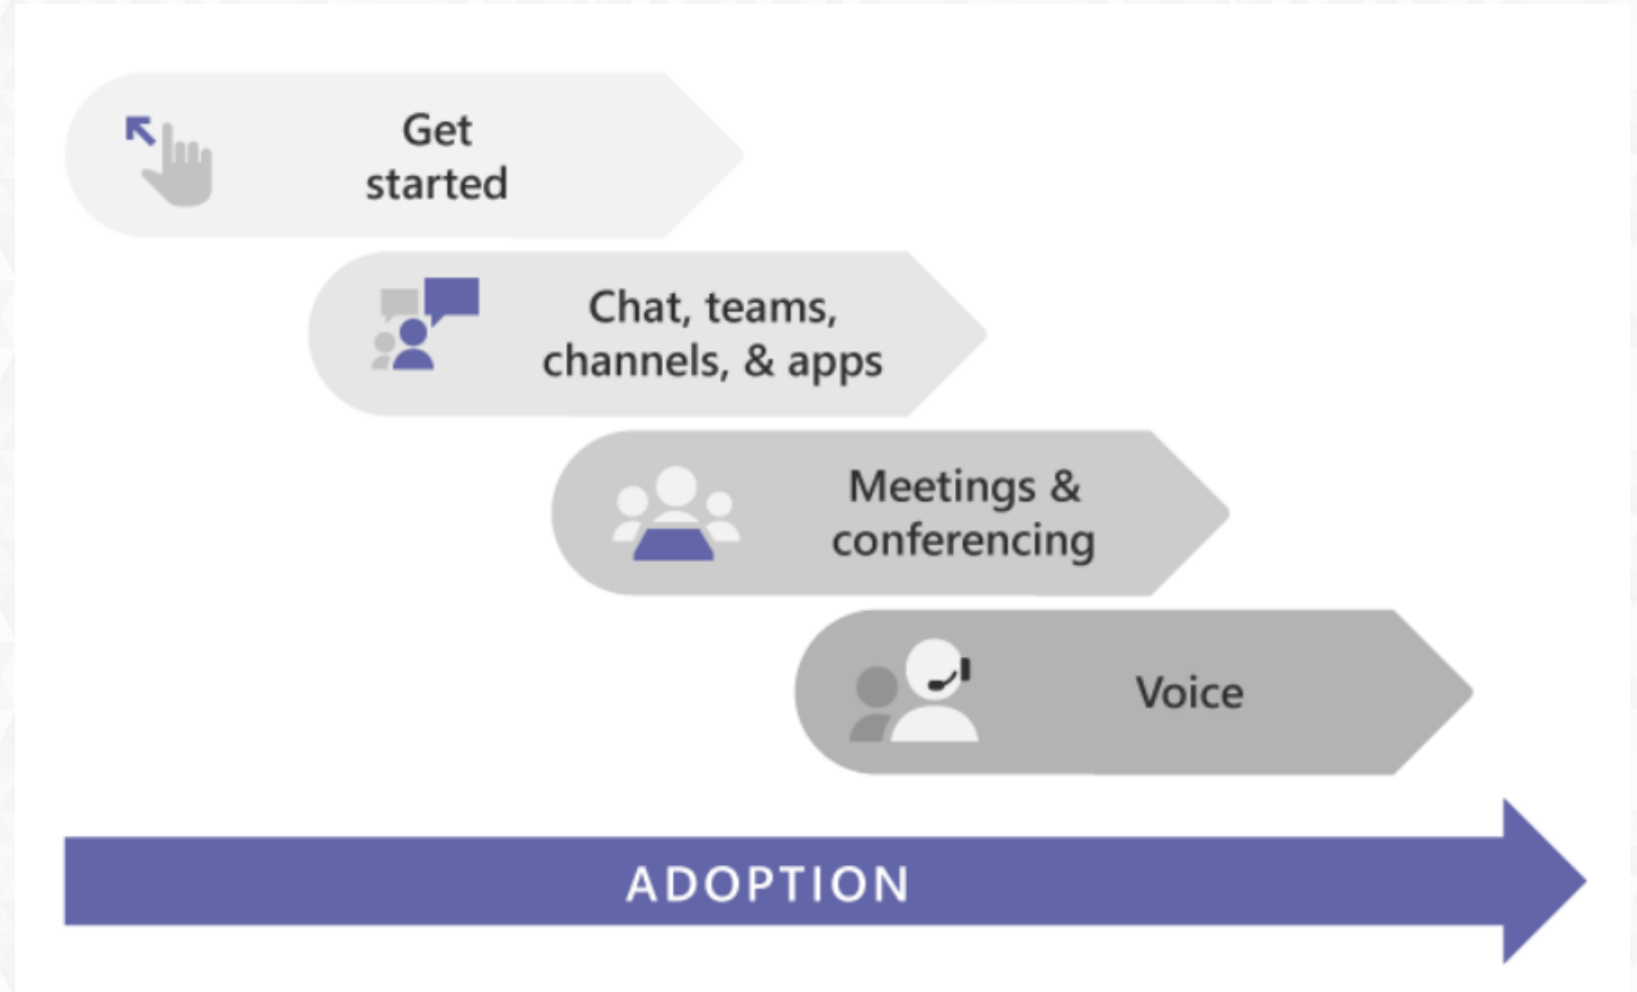 Get
started
Chat, teams,
channels, & apps
Meetings &
conferencing
Voice
ADOPTION